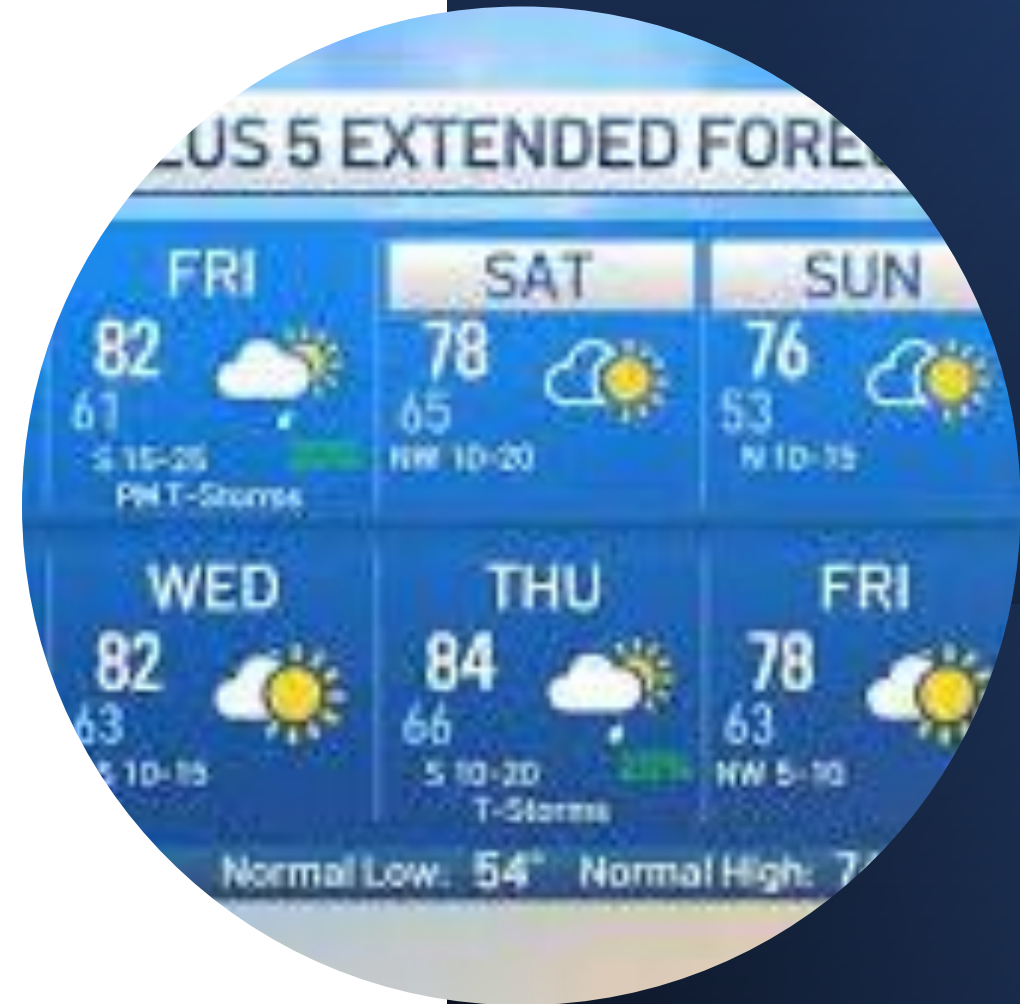 US 5 EXTENDED FORE
FRI SAT SUN
82 78 76
61 65 53
S 15-25 NW 10-20 N 10-15
PM T-Storms
WED THU FRI
82 84 78
63 66 63
S 10-15 S 10-20 NW 5-10
T-Storms
Normal Low: 54° Normal High: 7